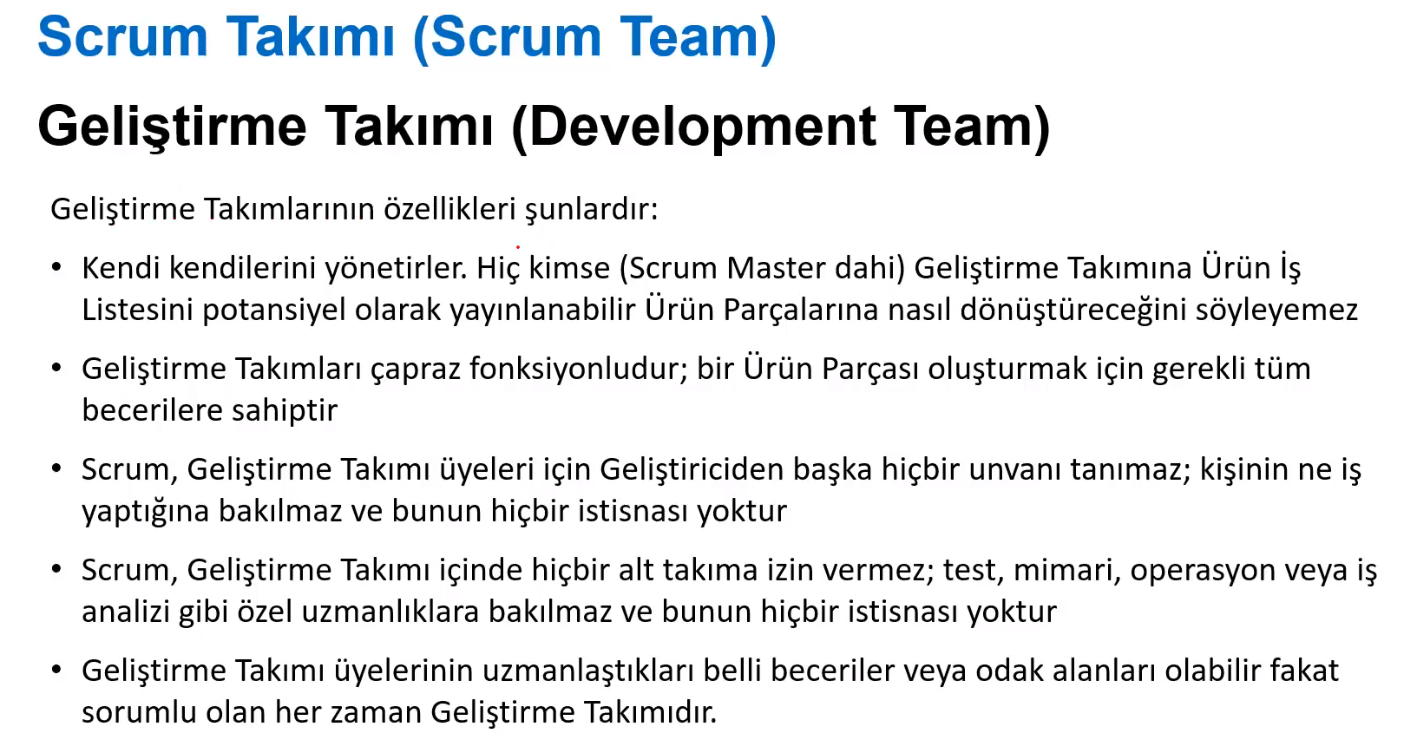 Scrum Takımı (Scrum Team)
Geliştirme Takımı (Development Team)
Geliştirme Takımlarının özellikleri şunlardır:
• Kendi kendilerini yönetirler. Hiç kimse (Scrum Master dahi) Geliştirme Takımına Ürün İş
Listesini potansiyel olarak yayınlanabilir Ürün Parçalarına nasıl dönüştüreceğini söyleyemez
• Geliştirme Takımları çapraz fonksiyonludur; bir Ürün Parçası oluşturmak için gerekli tüm
becerilere sahiptir
• Scrum, Geliştirme Takımı üyeleri için Geliştiriciden başka hiçbir unvanı tanımaz; kişinin ne iş
yaptığına bakılmaz ve bunun hiçbir istisnası yoktur
• Scrum, Geliştirme Takımı içinde hiçbir alt takıma izin vermez; test, mimari, operasyon veya iş
analizi gibi özel uzmanlıklara bakılmaz ve bunun hiçbir istisnası yoktur
• Geliştirme Takımı üyelerinin uzmanlaştıkları belli beceriler veya odak alanları olabilir fakat
sorumlu olan her zaman Geliştirme Takımıdır.